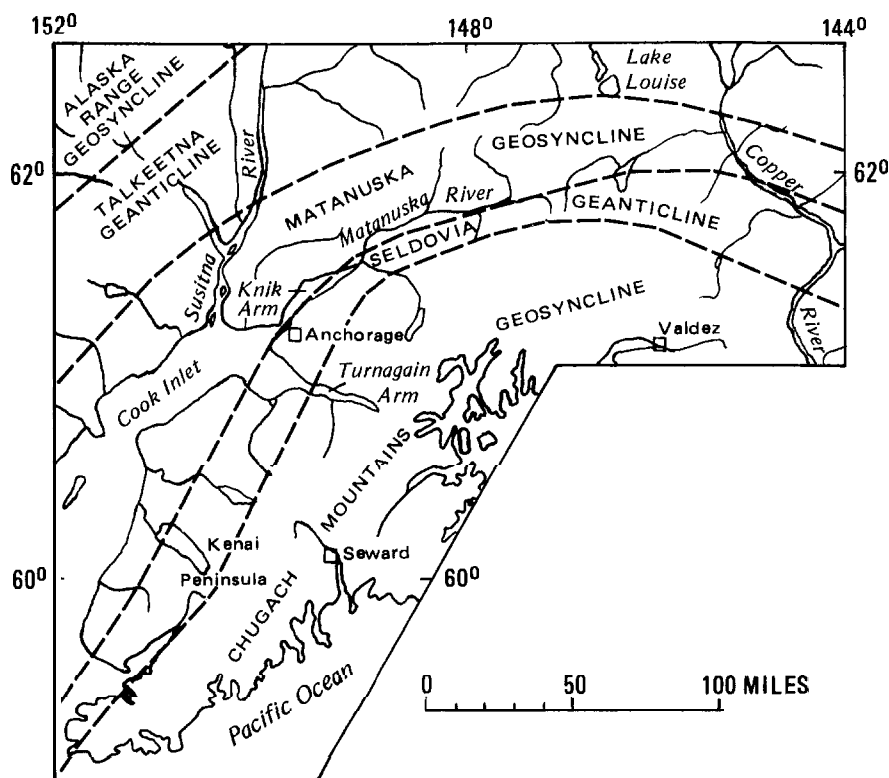 152° 148° 144°
ALASKA
RANGE
GEOSYNCLINE
TALKEETNA
GEANTICLINE
River
Lake
Louise
GEOSYNCLINE
Copper
62° 62°
MATANUSKA
Matanuska River
GEANTICLINE
SELDOVIA
Susitna
Knik
Arm
GEOSYNCLINE
River
Anchorage
Valdez
Turnagain
Arm
Cook Inlet
MOUNTAINS
Kenai
Peninsula
Seward
60° 60°
CHUGACH
Pacific Ocean
0 50 100 MILES